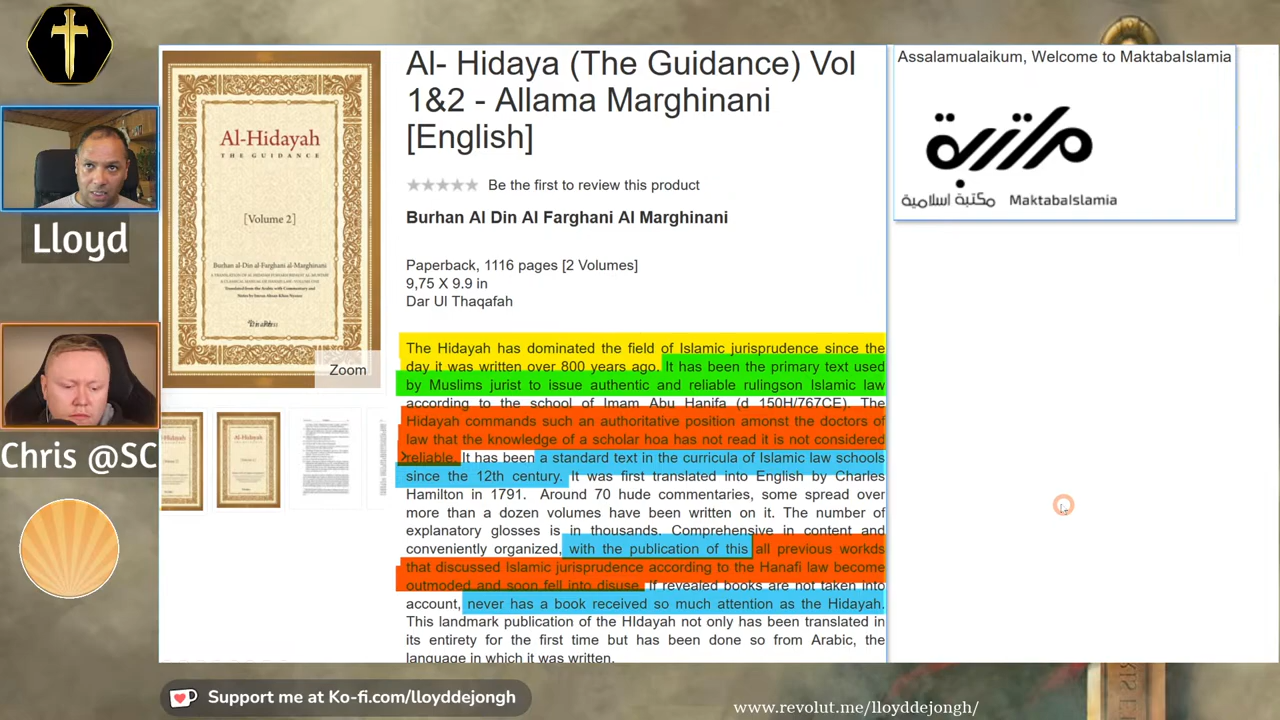 Al- Hidaya (The Guidance) Vol
1&2 - Allama Marghinani
[English]
Be the first to review this product
Burhan Al Din Al Farghani Al Marghinani
Paperback, 1116 pages [2 Volumes]
9,75 X 9.9 in
Dar Ul Thaqafah
The Hidayah has dominated the field of Islamic jurisprudence since the
day it was written over 800 years ago. It has been the primary text used
by Muslims jurist to issue authentic and reliable rulingson Islamic law
according to the school of Imam Abu Hanifa (d 150H/767CE). The
Hidayah commands such an authoritative position amonst the doctors of
law that the knowledge of a scholar hoa has not read it is not considered
reliable. It has been a standard text in the curricula of Islamic law schools
since the 12th century. It was first translated into English by Charles
Hamilton in 1791. Around 70 hude commentaries, some spread over
more than a dozen volumes have been written on it. The number of
explanatory glosses is in thousands. Comprehensive in content and
conveniently organized, with the publication of this all previous workds
that discussed Islamic jurisprudence according to the Hanafi law become
outmoded and soon fell into disuse. If revealed books are not taken into
account, never has a book received so much attention as the Hidayah.
This landmark publication of the HIdayah not only has been translated in
its entirety for the first time but has been done so from Arabic, the
language in which it was written.
Al-Hidayah
THE GUIDANCE
[Volume 2]
Burhan al-Din al-Farghani al-Marghinani
Zoom
Al-Hidayah
Assalamualaikum, Welcome to MaktabaIslamia
مكتبة اسلامية MaktabaIslamia
Lloyd
Chris @SC
Support me at Ko-fi.com/lloyddejongh
www.revolut.me/lloyddejongh/